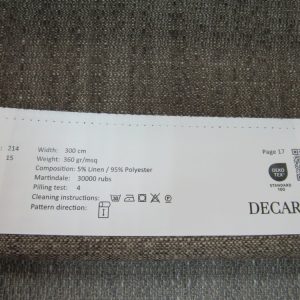 : 214 Width: 300 cm
15 Weight: 360 gr/msq
Composition: 5% Linen / 95% Polyester
Martindale: 30000 rubs
Pilling test: 4
Cleaning instructions:
Pattern direction:
Page 17
OEKO
TEX®
STANDARD
100
DECAR